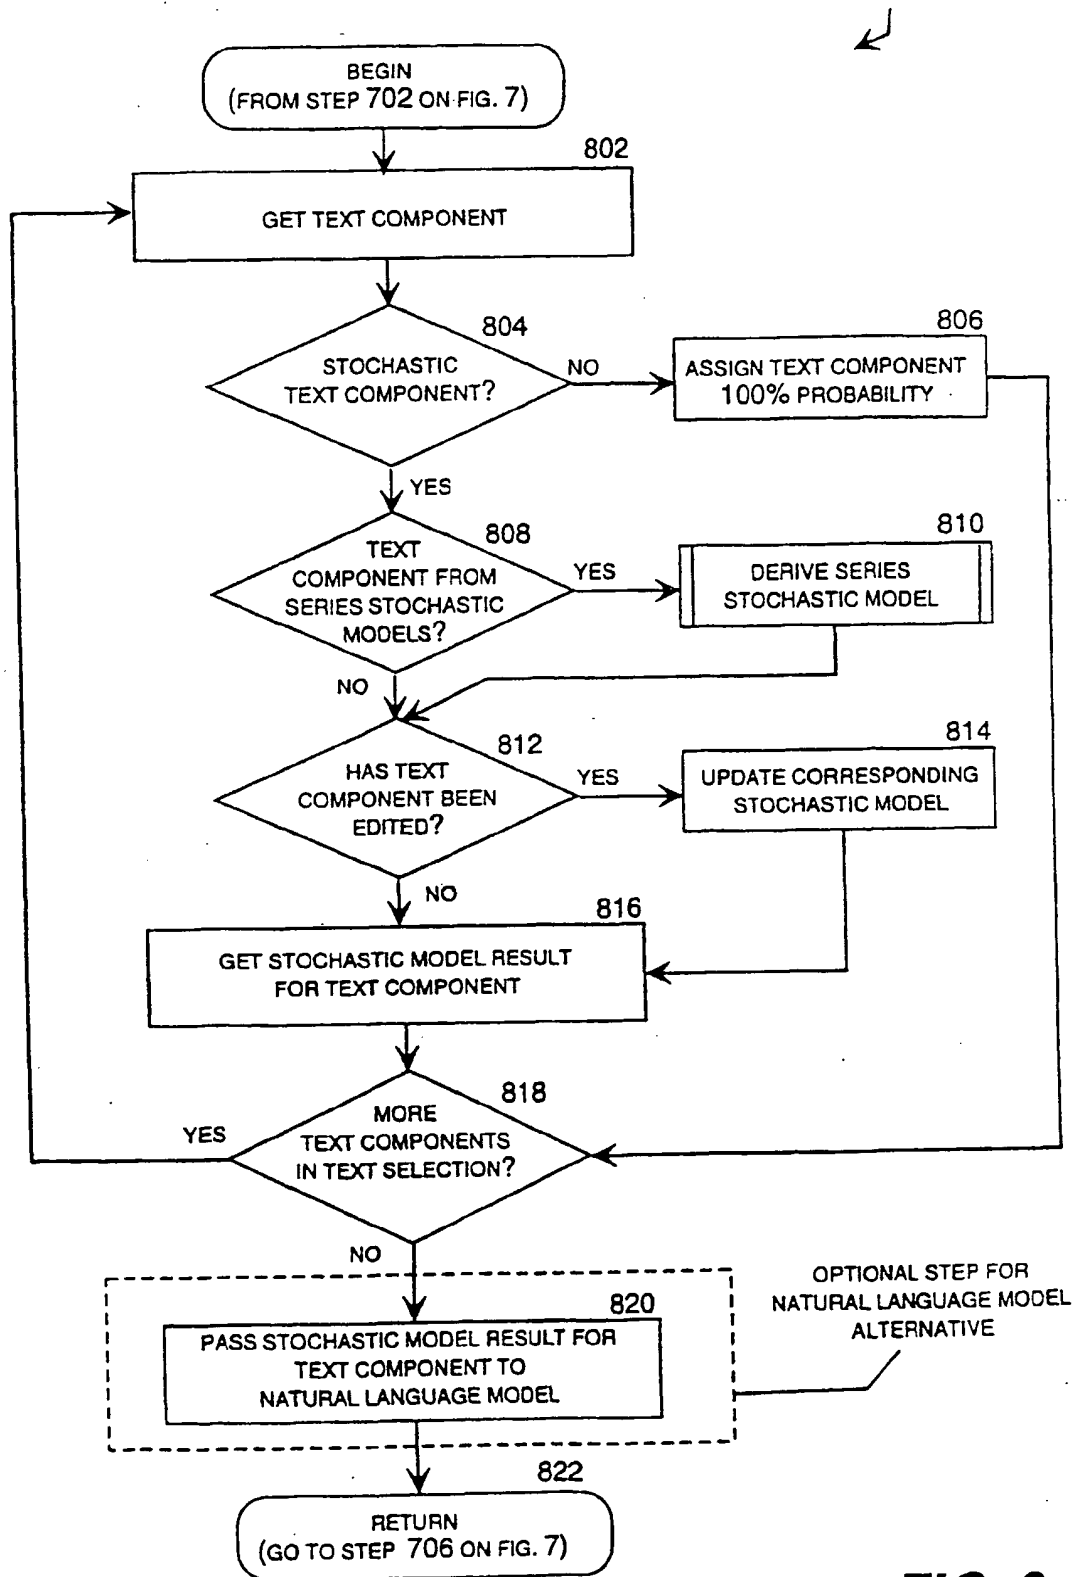 BEGIN
(FROM STEP 702 ON FIG. 7)
802
GET TEXT COMPONENT
804
STOCHASTIC
TEXT COMPONENT?
NO
806
ASSIGN TEXT COMPONENT
100% PROBABILITY
YES
808
TEXT
COMPONENT FROM
SERIES STOCHASTIC
MODELS?
YES
810
DERIVE SERIES
STOCHASTIC MODEL
NO
812
HAS TEXT
COMPONENT BEEN
EDITED?
YES
814
UPDATE CORRESPONDING
STOCHASTIC MODEL
NO
816
GET STOCHASTIC MODEL RESULT
FOR TEXT COMPONENT
818
MORE
TEXT COMPONENTS
IN TEXT SELECTION?
YES
NO
OPTIONAL STEP FOR
NATURAL LANGUAGE MODEL
ALTERNATIVE
820
PASS STOCHASTIC MODEL RESULT FOR
TEXT COMPONENT TO
NATURAL LANGUAGE MODEL
822
RETURN
(GO TO STEP 706 ON FIG. 7)